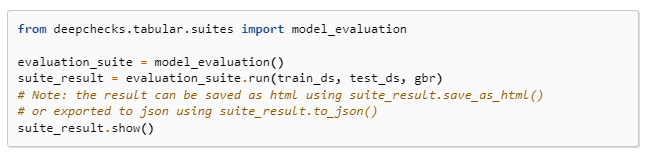 from deepchecks.tabular.suites import model_evaluation

evaluation_suite = model_evaluation()
suite_result = evaluation_suite.run(train_ds, test_ds, gbr)
# Note: the result can be saved as html using suite_result.save_as_html()
# or exported to json using suite_result.to_json()
suite_result.show()